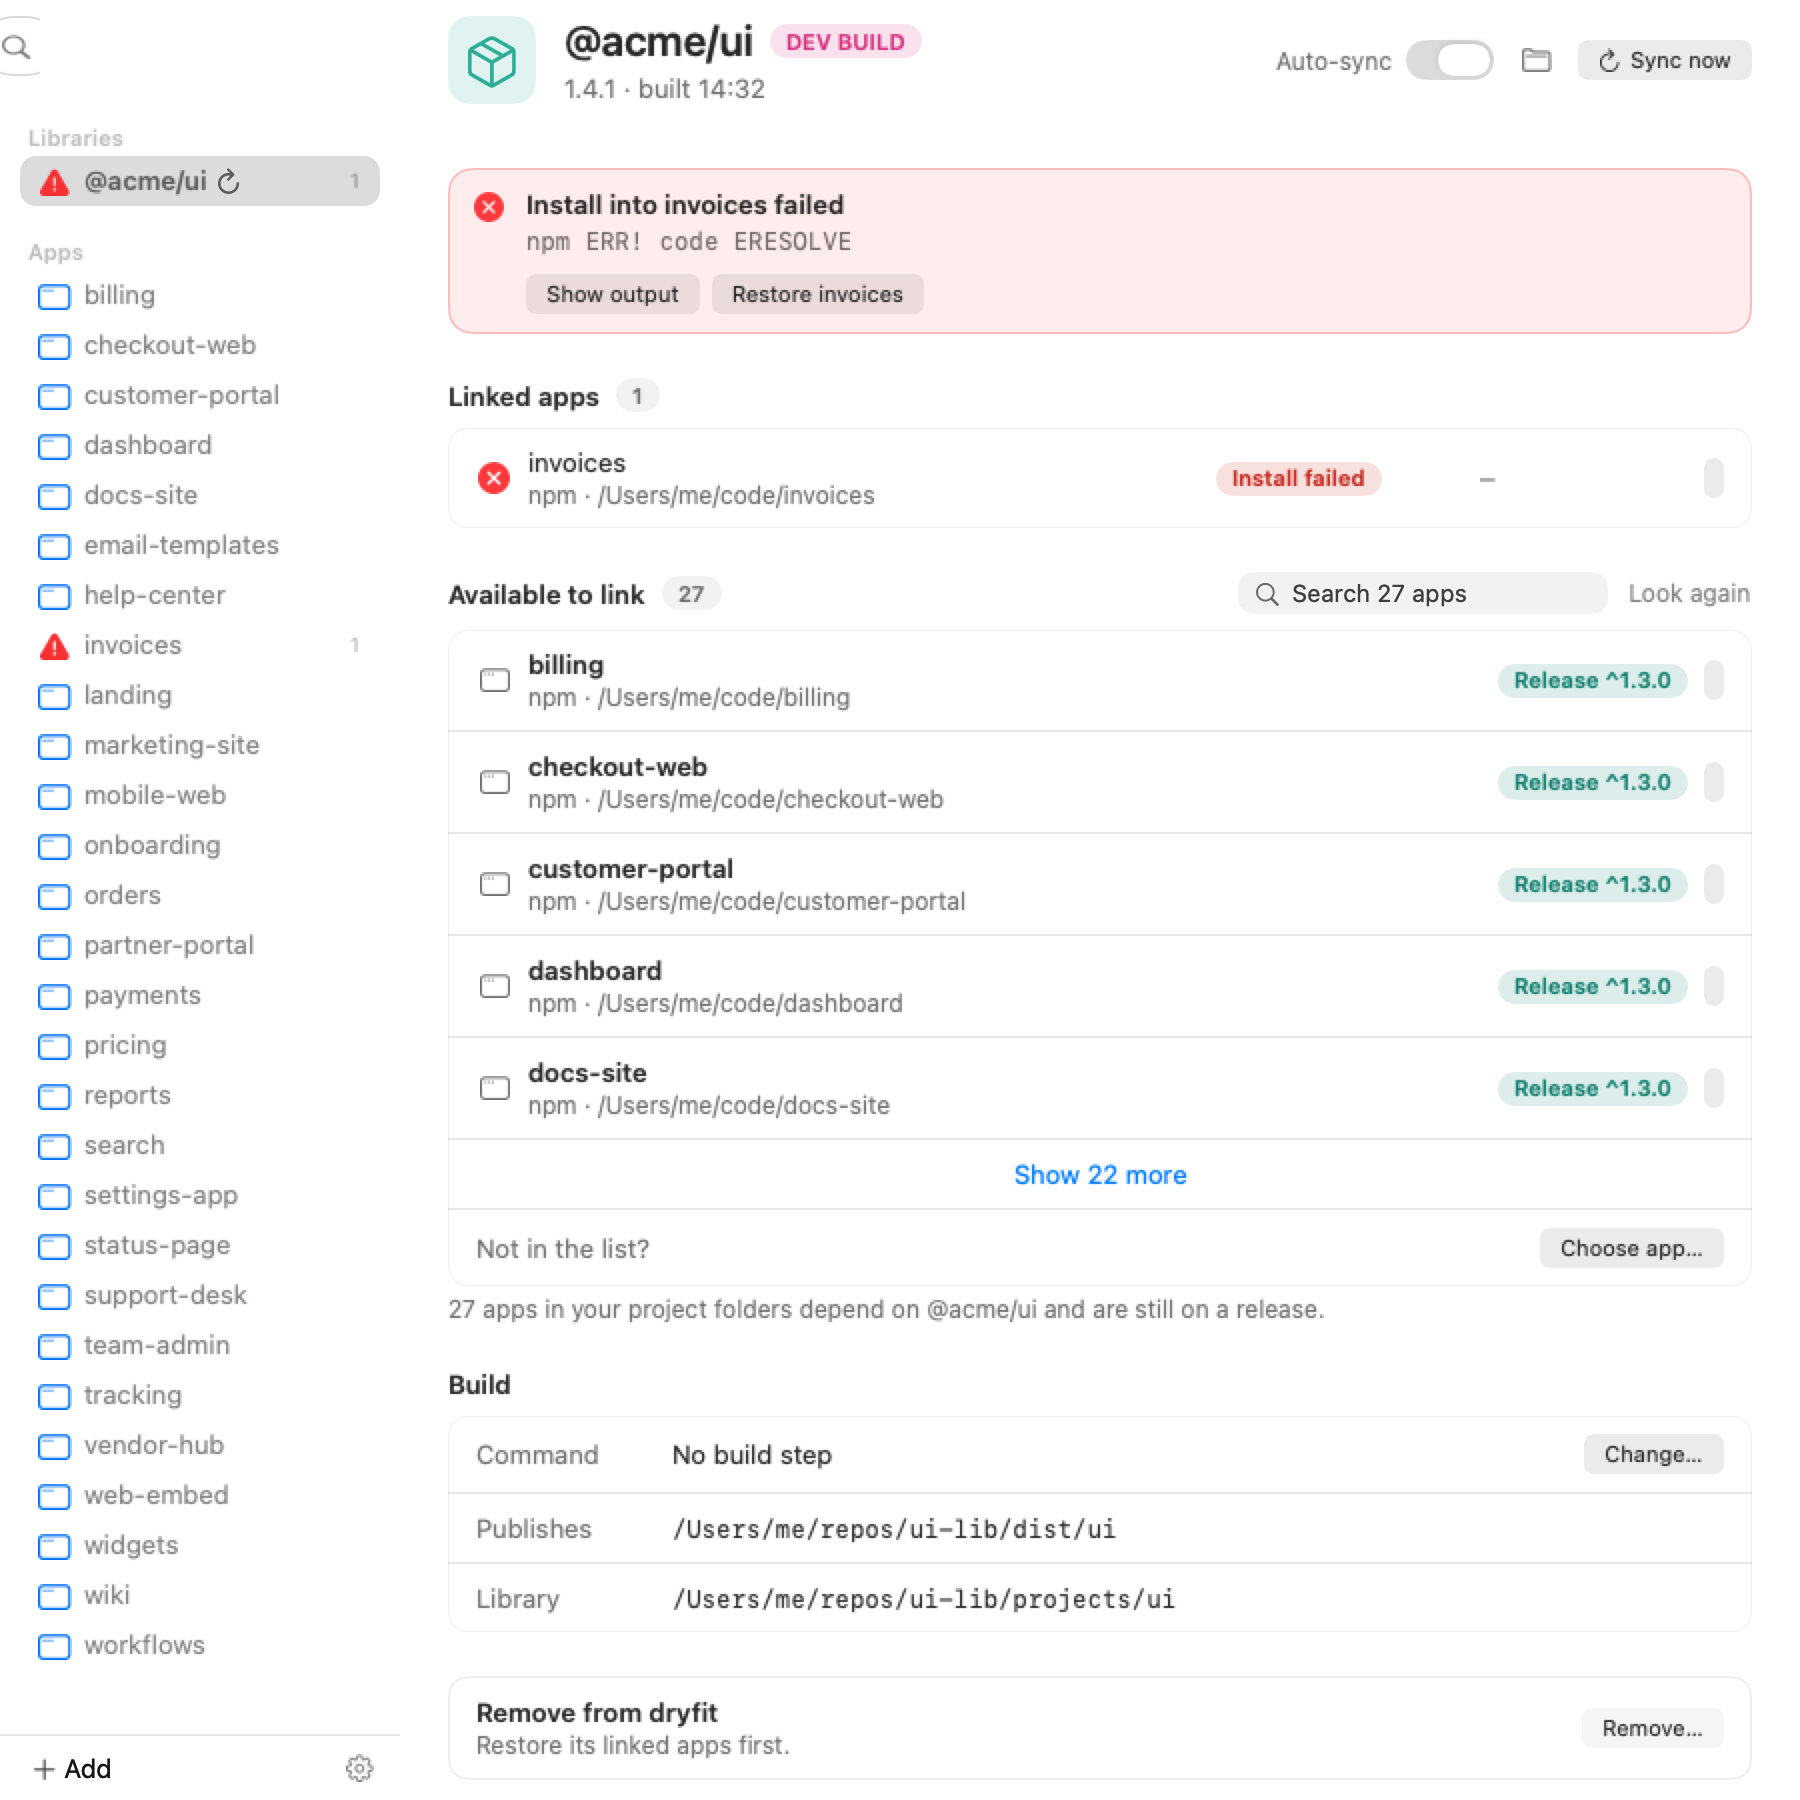 Libraries
@acme/ui 1
Apps
billing
checkout-web
customer-portal
dashboard
docs-site
email-templates
help-center
invoices 1
landing
marketing-site
mobile-web
onboarding
orders
partner-portal
payments
pricing
reports
search
settings-app
status-page
support-desk
team-admin
tracking
vendor-hub
web-embed
widgets
wiki
workflows
+ Add
@acme/ui DEV BUILD
1.4.1 · built 14:32
Auto-sync
Sync now
Install into invoices failed
npm ERR! code ERESOLVE
Show output Restore invoices
Linked apps 1
invoices
npm · /Users/me/code/invoices
Install failed –
Available to link 27
Search 27 apps Look again
billing
npm · /Users/me/code/billing
Release ^1.3.0
checkout-web
npm · /Users/me/code/checkout-web
Release ^1.3.0
customer-portal
npm · /Users/me/code/customer-portal
Release ^1.3.0
dashboard
npm · /Users/me/code/dashboard
Release ^1.3.0
docs-site
npm · /Users/me/code/docs-site
Release ^1.3.0
Show 22 more
Not in the list? Choose app...
27 apps in your project folders depend on @acme/ui and are still on a release.
Build
Command No build step Change...
Publishes /Users/me/repos/ui-lib/dist/ui
Library /Users/me/repos/ui-lib/projects/ui
Remove from dryfit
Restore its linked apps first.
Remove...